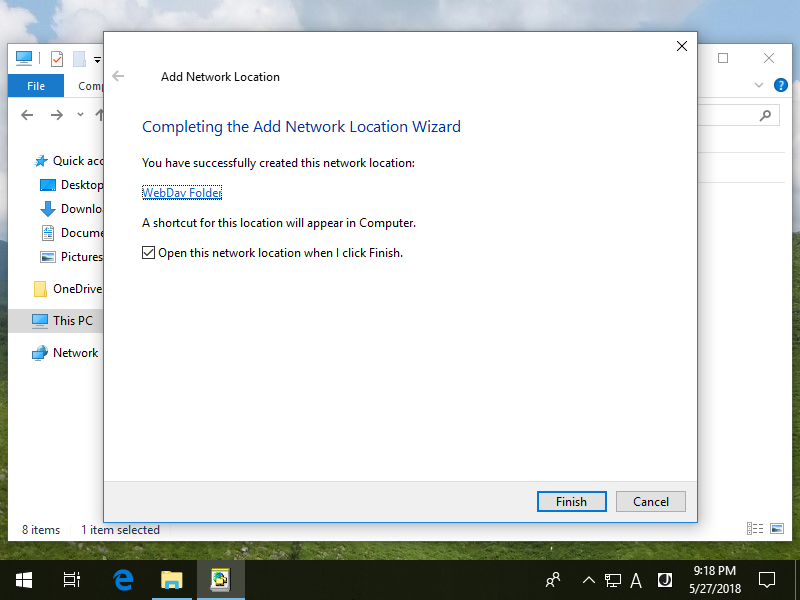 Add Network Location
File
Comp
Completing the Add Network Location Wizard
You have successfully created this network location:
WebDav Folder
A shortcut for this location will appear in Computer.
Open this network location when I click Finish.
Quick acc
Desktop
Downlo
Docume
Pictures
OneDrive
This PC
Network
Finish
Cancel
8 items
1 item selected
A
9:18 PM
5/27/2018